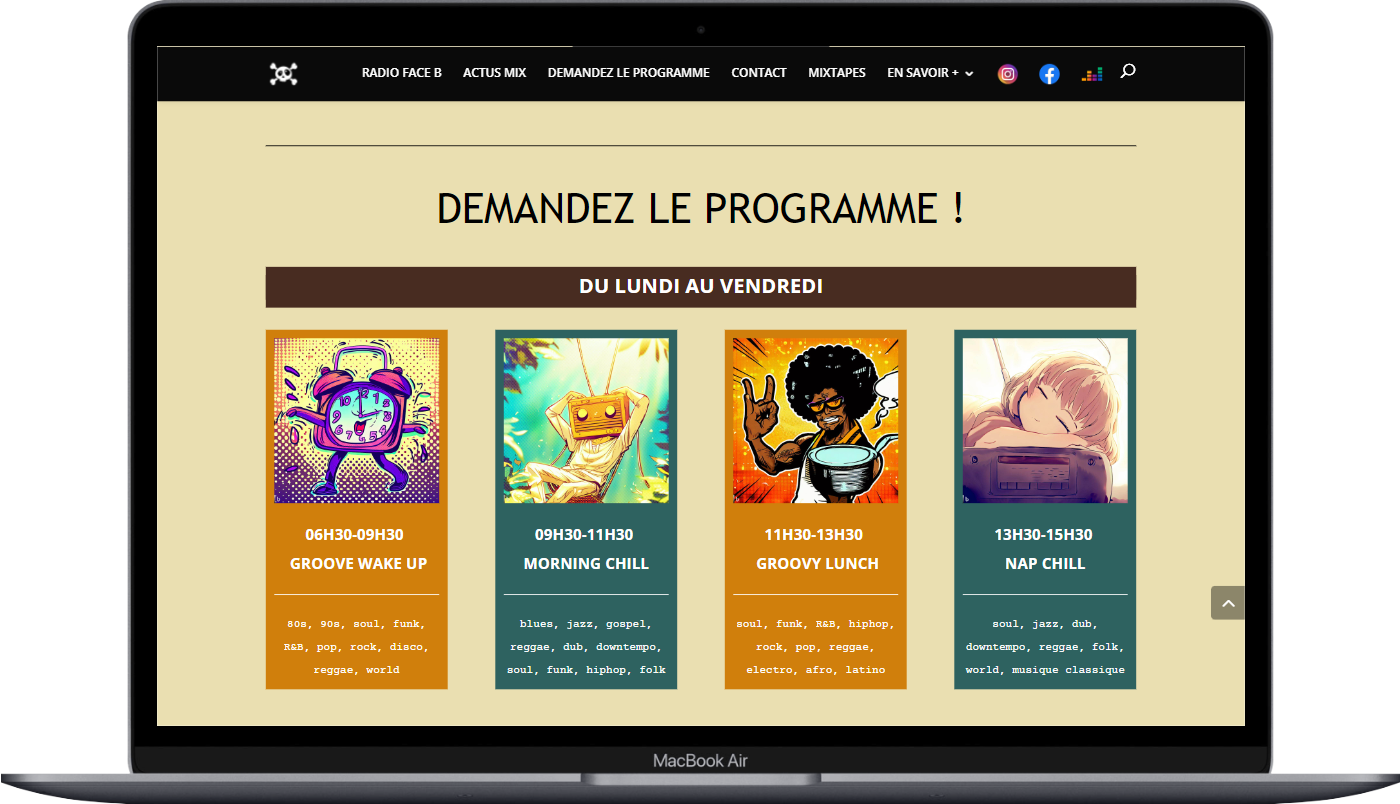 RADIO FACE B ACTUS MIX DEMANDEZ LE PROGRAMME CONTACT MIXTAPES EN SAVOIR +
DEMANDEZ LE PROGRAMME !
DU LUNDI AU VENDREDI
06H30-09H30
GROOVE WAKE UP
80s, 90s, soul, funk,
R&B, pop, rock, disco,
reggae, world
09H30-11H30
MORNING CHILL
blues, jazz, gospel,
reggae, dub, downtempo,
soul, funk, hiphop, folk
11H30-13H30
GROOVY LUNCH
soul, funk, R&B, hiphop,
rock, pop, reggae,
electro, afro, latino
13H30-15H30
NAP CHILL
soul, jazz, dub,
downtempo, reggae, folk,
world, musique classique
MacBook Air